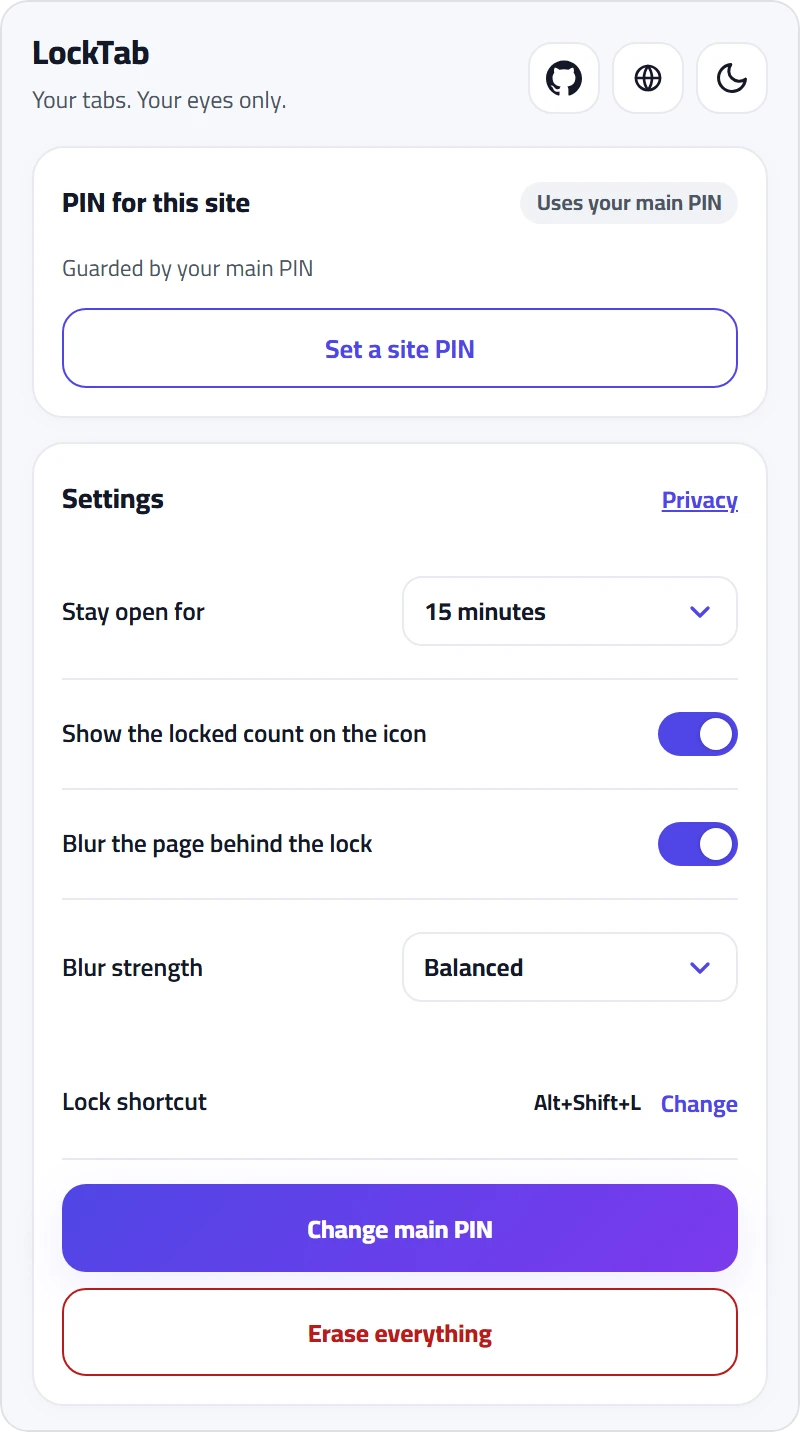 LockTab
Your tabs. Your eyes only.
PIN for this site
Uses your main PIN
Guarded by your main PIN
Set a site PIN
Settings
Privacy
Stay open for
15 minutes
Show the locked count on the icon
Blur the page behind the lock
Blur strength
Balanced
Lock shortcut
Alt+Shift+L
Change
Change main PIN
Erase everything